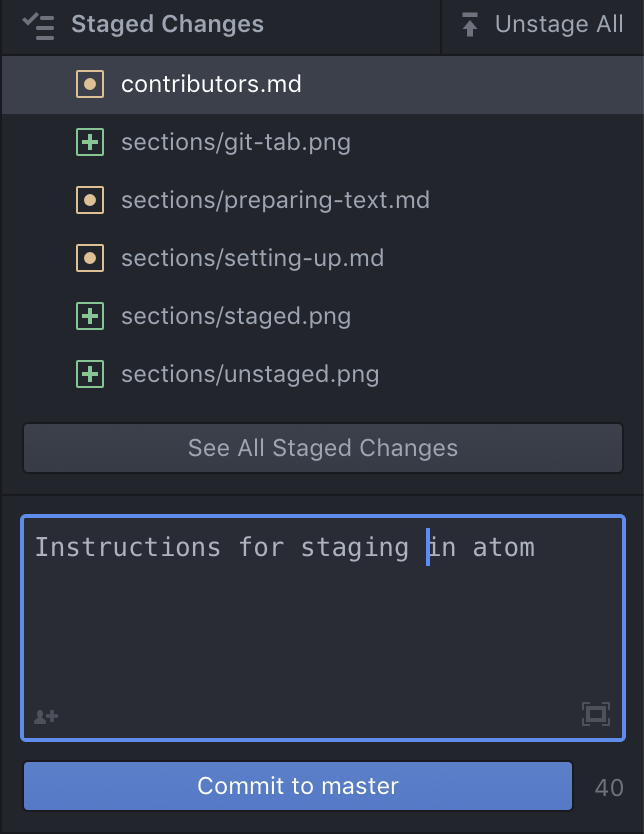 Staged Changes
Unstage All
contributors.md
sections/git-tab.png
sections/preparing-text.md
sections/setting-up.md
sections/staged.png
sections/unstaged.png
See All Staged Changes
Instructions for staging in atom
Commit to master
40